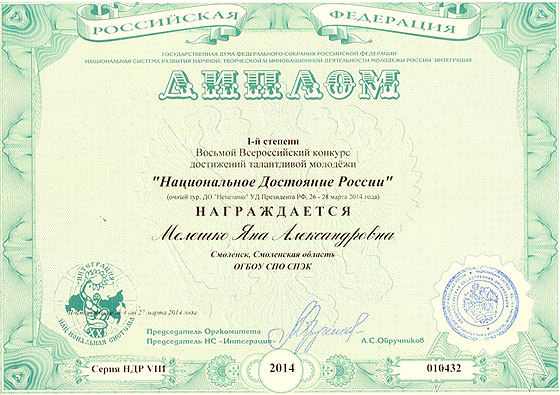 РОССИЙСКАЯ ФЕДЕРАЦИЯ
ГОСУДАРСТВЕННАЯ ДУМА ФЕДЕРАЛЬНОГО СОБРАНИЯ РОССИЙСКОЙ ФЕДЕРАЦИИ
НАЦИОНАЛЬНАЯ СИСТЕМА РАЗВИТИЯ НАУЧНОЙ, ТВОРЧЕСКОЙ И ИННОВАЦИОННОЙ ДЕЯТЕЛЬНОСТИ МОЛОДЁЖИ РОССИИ "ИНТЕГРАЦИЯ"
ДИПЛОМ
I-й степени
Восьмой Всероссийский конкурс
достижений талантливой молодёжи
"Национальное Достояние России"
(очный тур, ДО "Непецино" УД Президента РФ, 26 - 28 марта 2014 года)
НАГРАЖДАЕТСЯ
Мелешко Яна Александровна
Смоленск, Смоленская область
ОГБОУ СПО СПЭК
ИНТЕГРАЦИЯ
27 марта 2014 года
НАЦИОНАЛЬНАЯ СИСТЕМА
Председатель Оргкомитета
Председатель НС «Интеграция»
А.С.Обручников
Серия НДР VIII
2014
010432